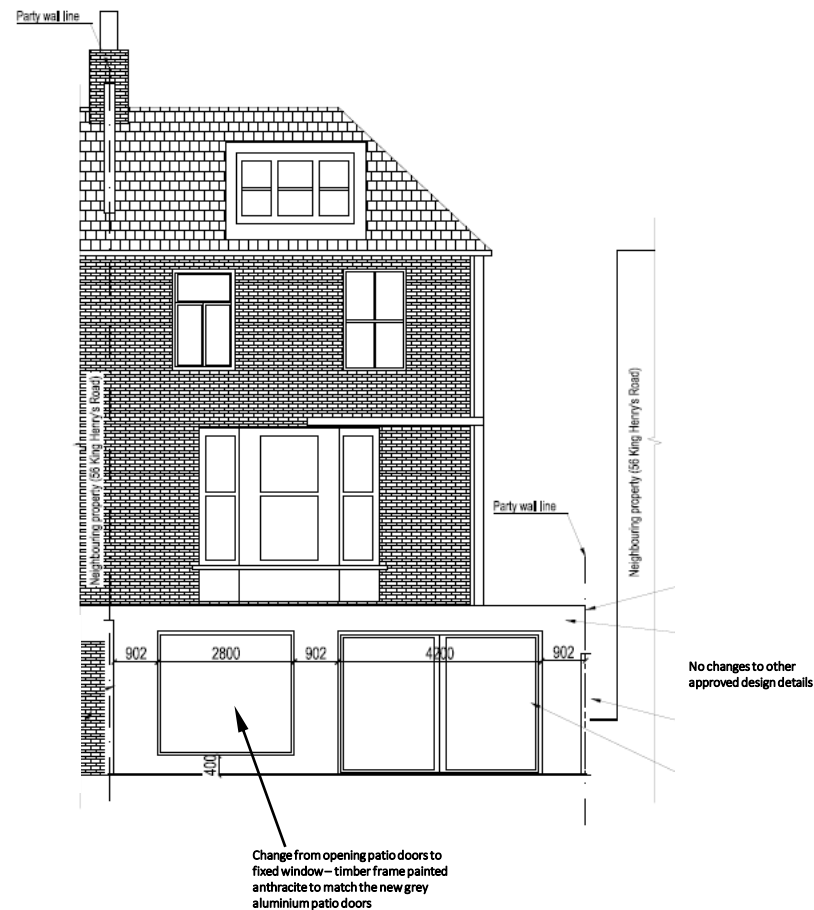 Party wall line
Neighbouring property (56 King Henry's Road)
Neighbouring property (56 King Henry's Road)
Party wall line
902
2800
902
4200
902
400
No changes to other
approved design details
Change from opening patio doors to
fixed window – timber frame painted
anthracite to match the new grey
aluminium patio doors